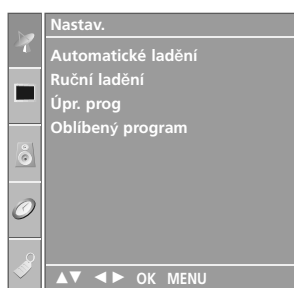 Nastav.
Automatické ladění
Ruční ladění
Úpr. prog
Oblíbený program
▲▼ ◄► OK MENU